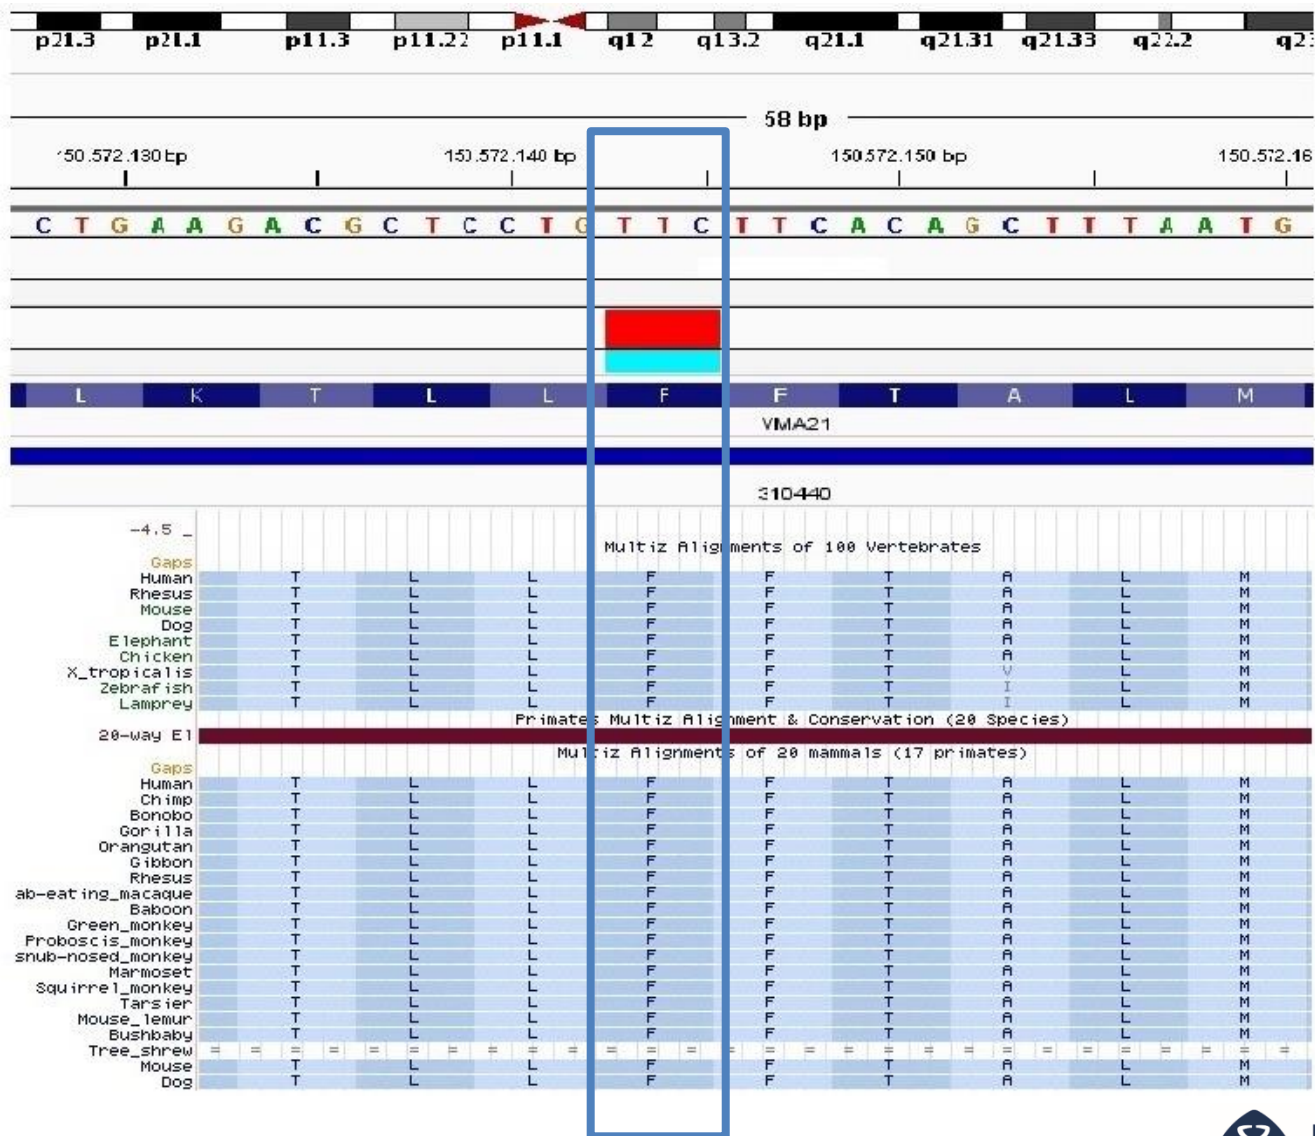 p21.3 p21.1 p11.3 p11.22 p11.1 q12 q13.2 q21.1 q21.31 q21.33 q22.2
58 bp
150.572.130 bp 150.572.140 bp 150.572.150 bp 150.572.16
C T G A A G A C G C T C C T G T T C T T C A C A G C T T T A A T G
L K T L L F F T A L M
VMA21
310440
-4.5 _
Multiz Alignments of 100 Vertebrates
Gaps
Human T L L F F T A L M
Rhesus T L L F F T A L M
Mouse T L L F F T A L M
Dog T L L F F T A L M
Elephant T L L F F T A L M
Chicken T L L F F T A L M
X_tropicalis T L L F F T V L M
Zebrafish T L L F F T I L M
Lamprey T L L F F T I L M
Primates Multiz Alignment & Conservation (20 Species)
20-way El
Multiz Alignments of 20 mammals (17 primates)
Gaps
Human T L L F F T A L M
Chimp T L L F F T A L M
Bonobo T L L F F T A L M
Gorilla T L L F F T A L M
Orangutan T L L F F T A L M
Gibbon T L L F F T A L M
Rhesus T L L F F T A L M
ab-eating_macaque T L L F F T A L M
Baboon T L L F F T A L M
Green_monkey T L L F F T A L M
Proboscis_monkey T L L F F T A L M
snub-nosed_monkey T L L F F T A L M
Marmoset T L L F F T A L M
Squirrel_monkey T L L F F T A L M
Tarsier T L L F F T A L M
Mouse_lemur T L L F F T A L M
Bushbaby T L L F F T A L M
Tree_shrew = = = = = = = = = = = = = = = = = = = = = = = = = = = =
Mouse T L L F F T A L M
Dog T L L F F T A L M